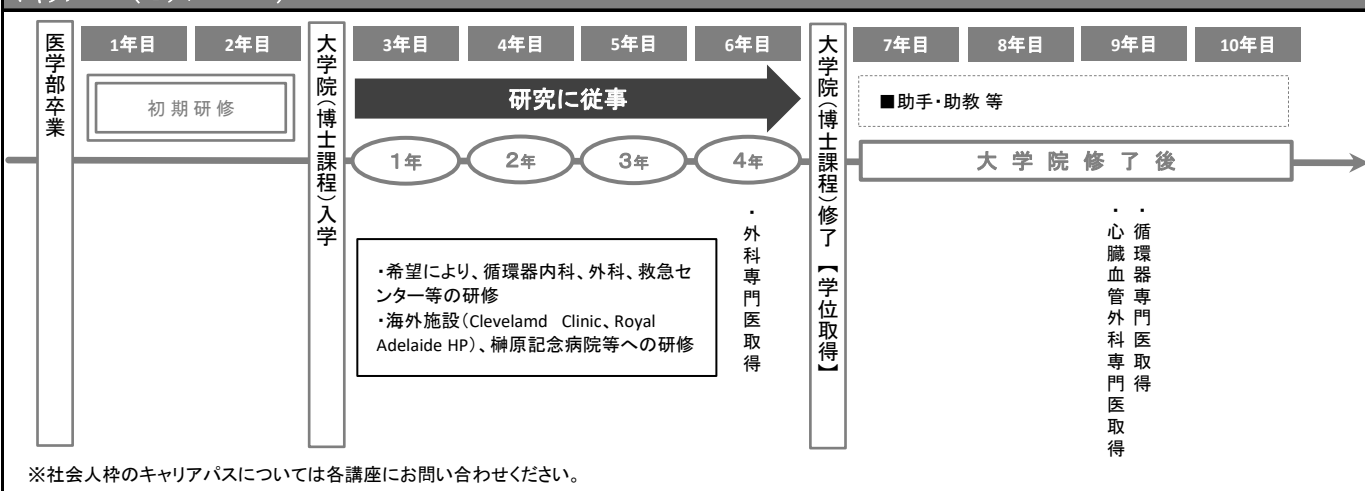 医学部卒業
1年目
2年目
初期研修
大学院（博士課程）入学
3年目
4年目
5年目
6年目
研究に従事
1年
2年
3年
4年
・希望により、循環器内科、外科、救急セ
ンター等の研修
・海外施設（Clevelamd Clinic、Royal
Adelaide HP）、榊原記念病院等への研修
・外科専門医取得
大学院（博士課程）修了【学位取得】
7年目
8年目
9年目
10年目
■助手・助教 等
大学院修了後
・循環器専門医取得
・心臓血管外科専門医取得
※社会人枠のキャリアパスについては各講座にお問い合わせください。